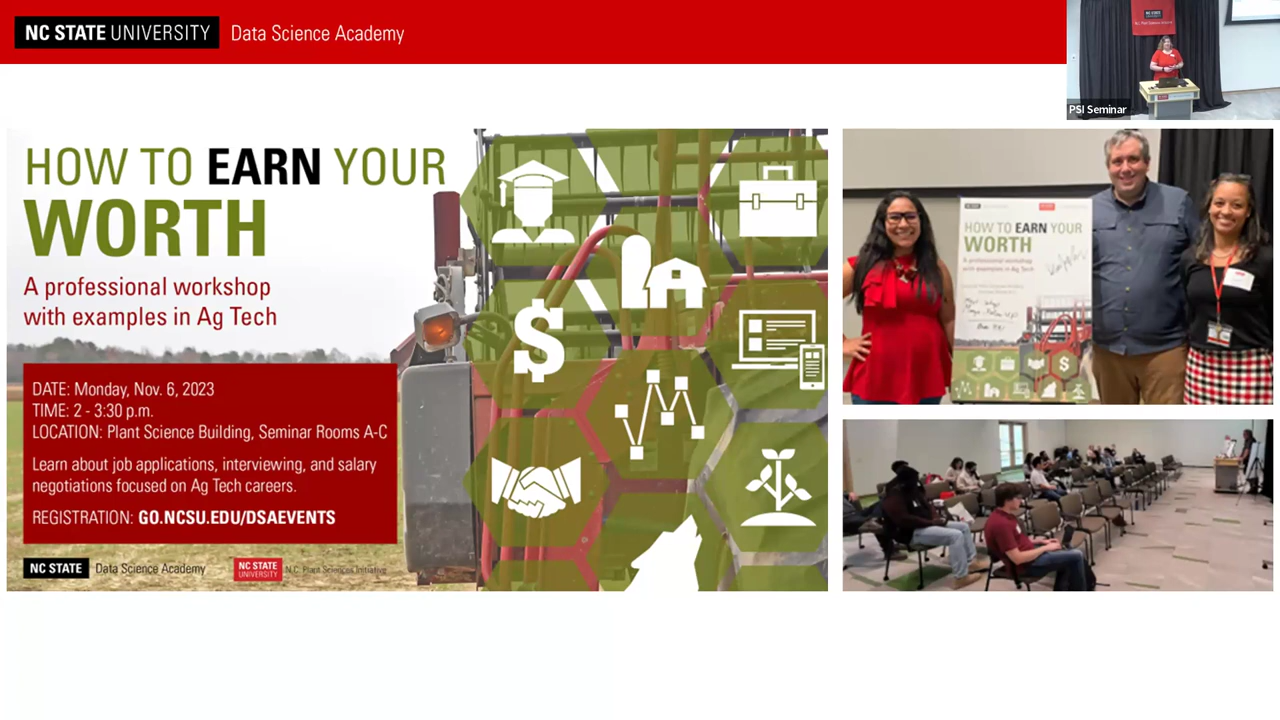 NC STATE UNIVERSITY Data Science Academy
PSI Seminar
HOW TO EARN YOUR
WORTH
A professional workshop
with examples in Ag Tech
DATE: Monday, Nov. 6, 2023
TIME: 2 - 3:30 p.m.
LOCATION: Plant Science Building, Seminar Rooms A-C
Learn about job applications, interviewing, and salary
negotiations focused on Ag Tech careers.
REGISTRATION: GO.NCSU.EDU/DSAEVENTS
NC STATE Data Science Academy
NC STATE
UNIVERSITY
N.C. Plant Sciences Initiative
$
HOW TO EARN YOUR
WORTH
A professional workshop
with examples in Ag Tech
$